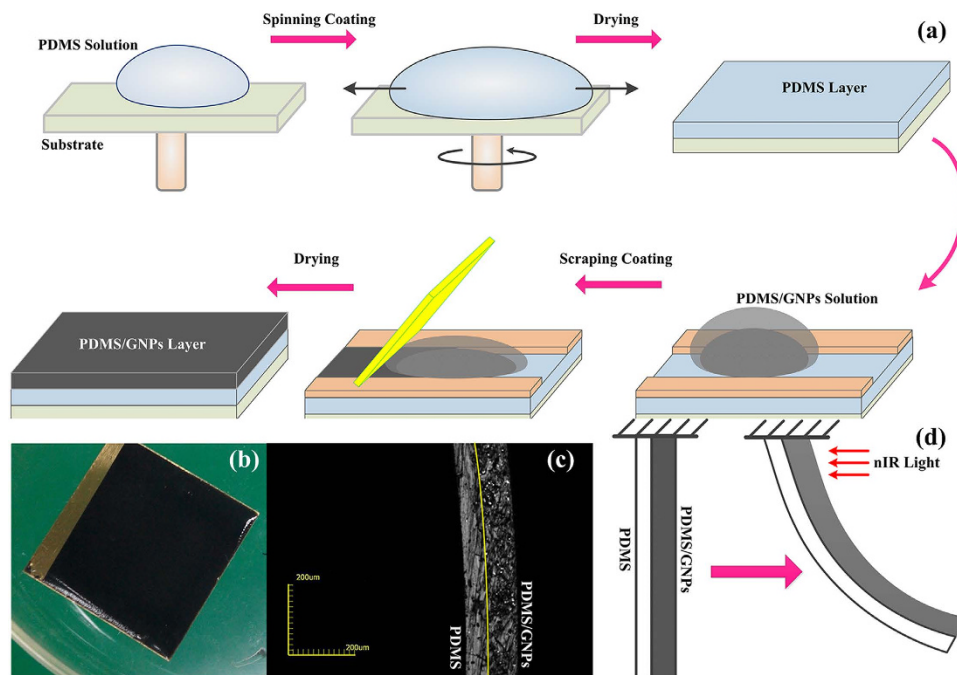 Spinning Coating
Drying
(a)
PDMS Solution
PDMS Layer
Substrate
Drying
Scraping Coating
PDMS/GNPs Solution
PDMS/GNPs Layer
(b)
(c)
(d)
nIR Light
200um
200um
PDMS
PDMS/GNPs
PDMS
PDMS/GNPs